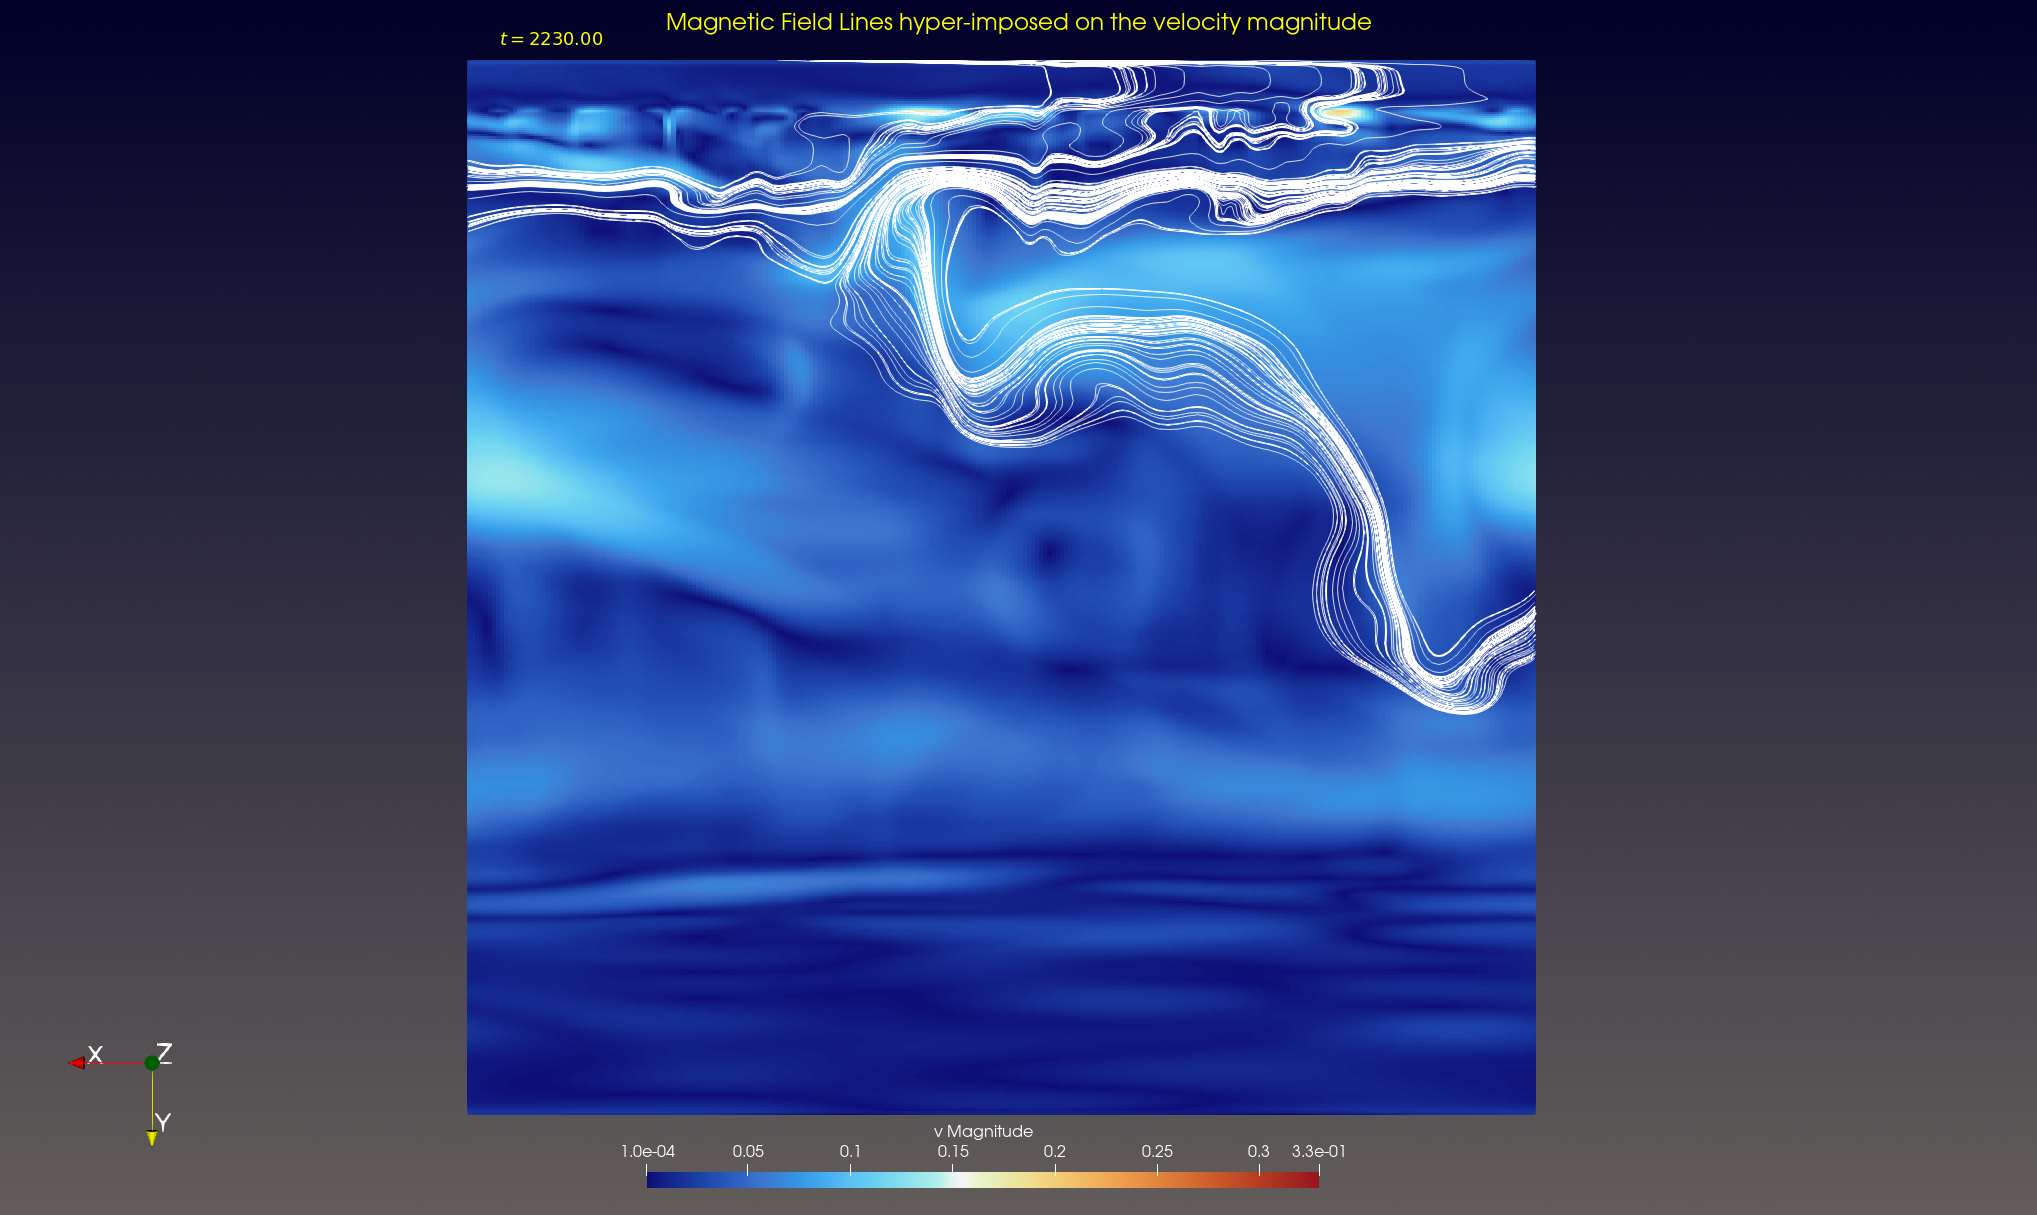 Magnetic Field Lines hyper-imposed on the velocity magnitude
t = 2230.00
X
Z
Y
v Magnitude
1.0e-04 0.05 0.1 0.15 0.2 0.25 0.3 3.3e-01